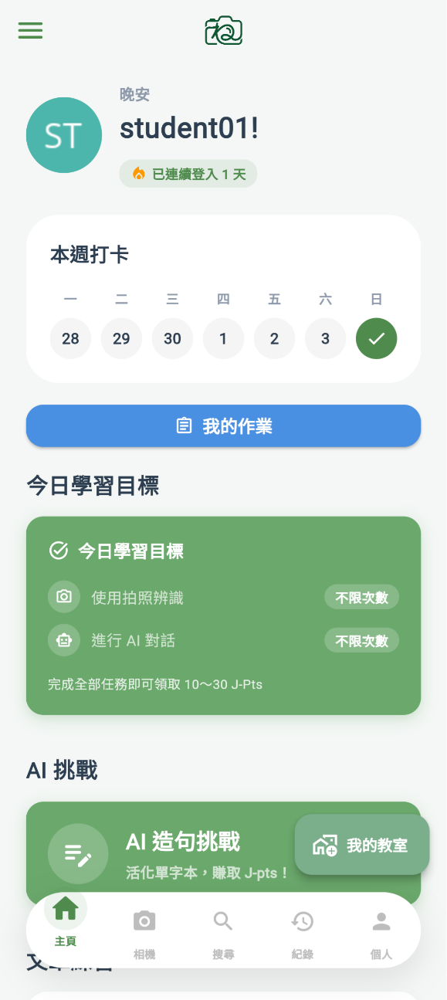 晚安
ST
student01!
已連續登入 1 天
本週打卡
一 二 三 四 五 六 日
28 29 30 1 2 3
我的作業
今日學習目標
今日學習目標
使用拍照辨識 不限次數
進行 AI 對話 不限次數
完成全部任務即可領取 10～30 J-Pts
AI 挑戰
AI 造句挑戰
活化單字本，賺取 J-pts！
我的教室
主頁 相機 搜尋 紀錄 個人